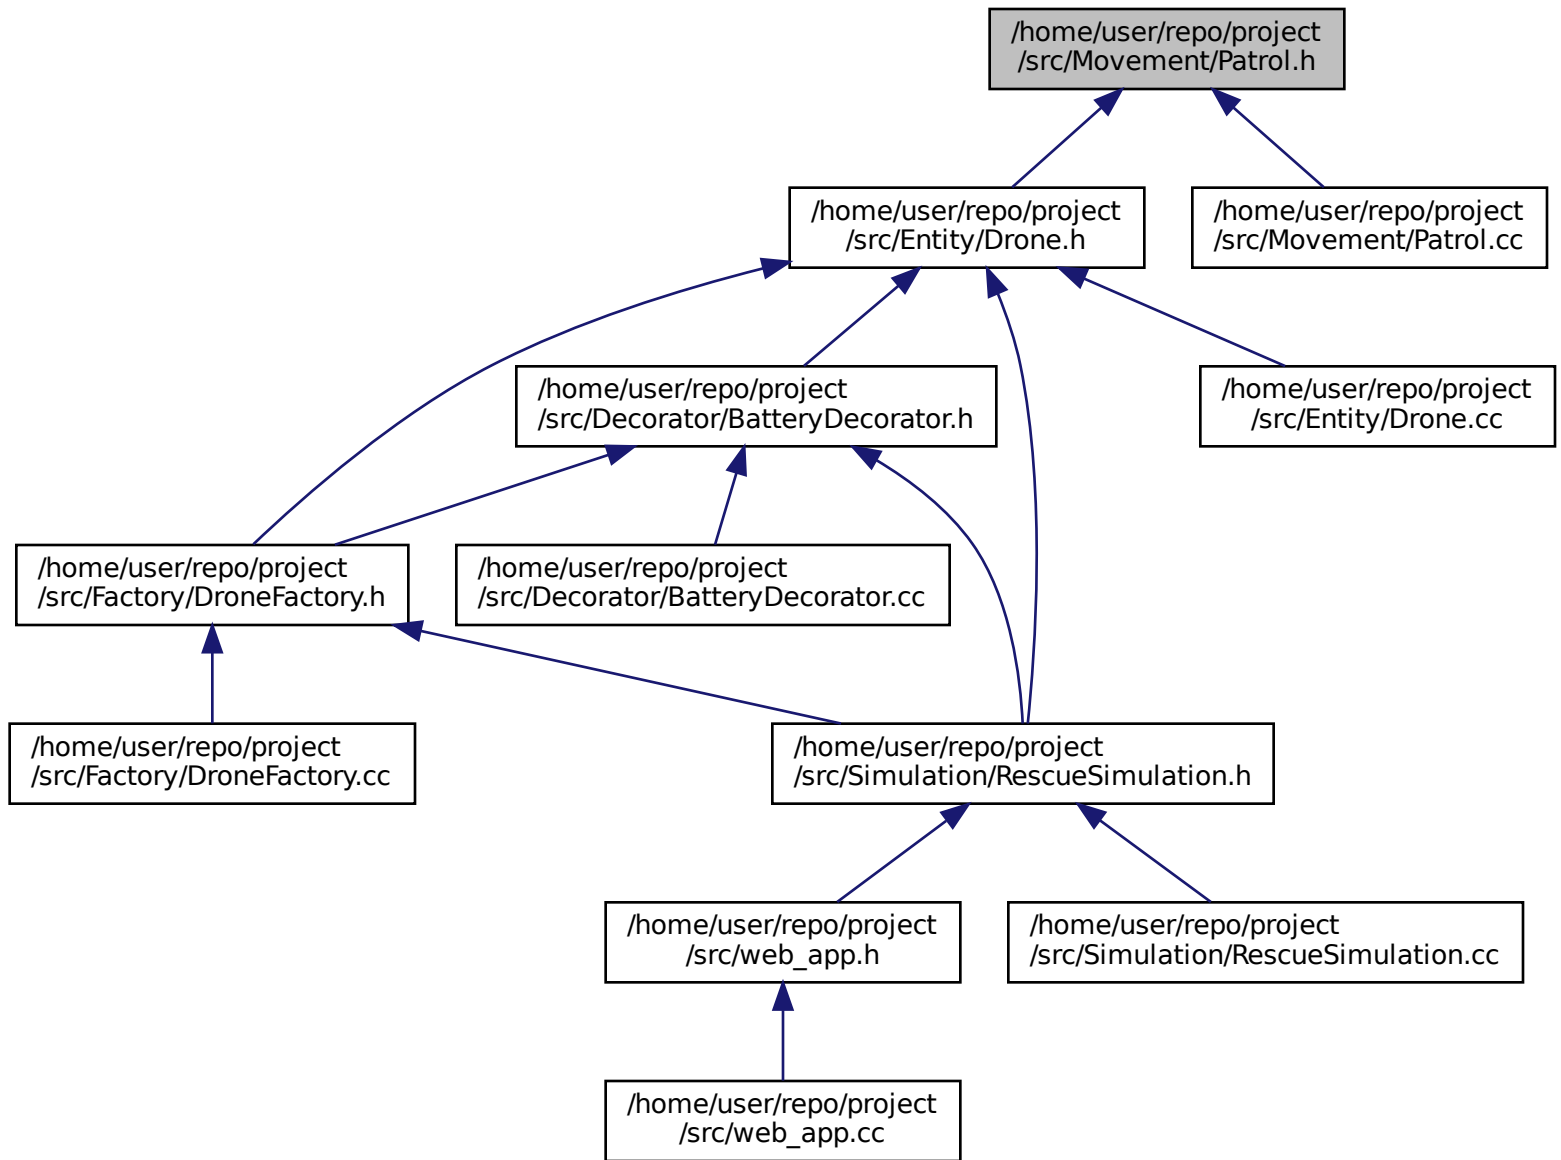 /home/user/repo/project
/src/Movement/Patrol.h
/home/user/repo/project
/src/Entity/Drone.h
/home/user/repo/project
/src/Movement/Patrol.cc
/home/user/repo/project
/src/Decorator/BatteryDecorator.h
/home/user/repo/project
/src/Entity/Drone.cc
/home/user/repo/project
/src/Factory/DroneFactory.h
/home/user/repo/project
/src/Decorator/BatteryDecorator.cc
/home/user/repo/project
/src/Factory/DroneFactory.cc
/home/user/repo/project
/src/Simulation/RescueSimulation.h
/home/user/repo/project
/src/web_app.h
/home/user/repo/project
/src/Simulation/RescueSimulation.cc
/home/user/repo/project
/src/web_app.cc